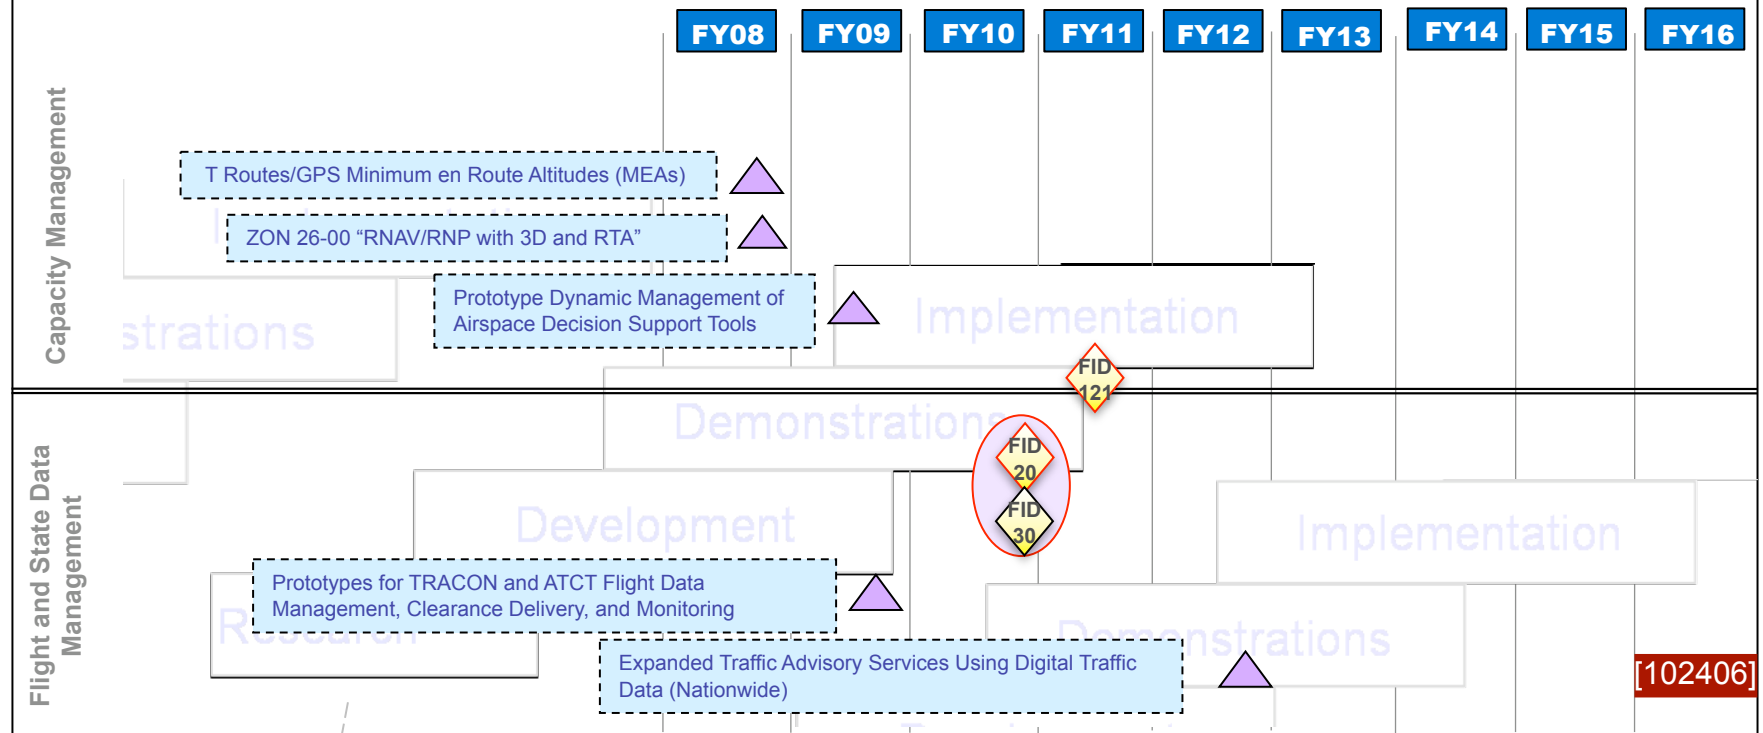 FY08 FY09 FY10 FY11 FY12 FY13 FY14 FY15 FY16
Capacity Management
T Routes/GPS Minimum en Route Altitudes (MEAs)
ZON 26-00 “RNAV/RNP with 3D and RTA”
Prototype Dynamic Management of
Airspace Decision Support Tools
Implementation
strations
FID
121
Demonstrations
FID
20
FID
30
Flight and State Data
Management
Development
Implementation
Prototypes for TRACON and ATCT Flight Data
Management, Clearance Delivery, and Monitoring
Research
Demonstrations
Expanded Traffic Advisory Services Using Digital Traffic
Data (Nationwide)
[102406]